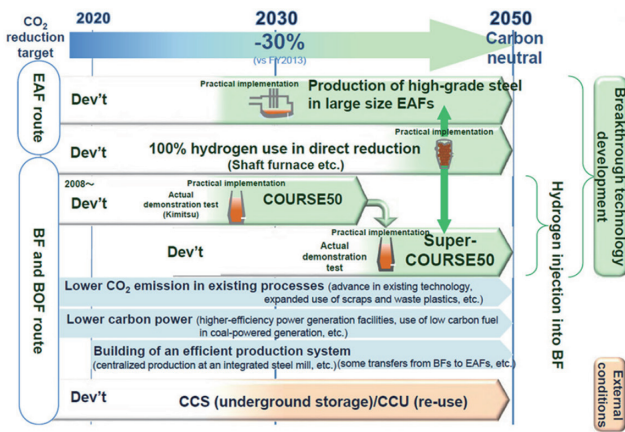 CO2 reduction target
2020
2030
2050
-30%
(vs FY2013)
Carbon
neutral
EAF route
Dev't
Practical implementation
Production of high-grade steel
in large size EAFs
Dev't
100% hydrogen use in direct reduction
(Shaft furnace etc.)
Practical implementation
BF and BOF route
2008～
Dev't
Actual
demonstration test
(Kimitsu)
Practical implementation
COURSE50
Dev't
Actual
demonstration
test
Practical implementation
Super-
COURSE50
Lower CO2 emission in existing processes (advance in existing technology,
expanded use of scraps and waste plastics, etc.)
Lower carbon power (higher-efficiency power generation facilities, use of low carbon fuel
in coal-powered generation, etc.)
Building of an efficient production system
(centralized production at an integrated steel mill, etc.)(some transfers from BFs to EAFs, etc.)
Dev't
CCS (underground storage)/CCU (re-use)
Hydrogen injection into BF
Breakthrough technology
development
External
conditions